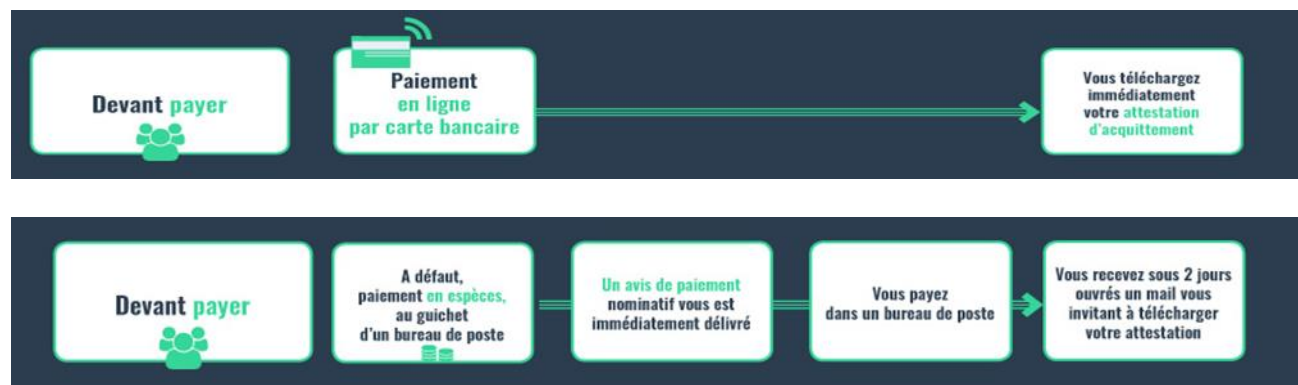 Devant payer
Paiement
en ligne
par carte bancaire
Vous téléchargez
immédiatement
votre attestation
d'acquittement
Devant payer
A défaut,
paiement en espèces,
au guichet
d'un bureau de poste
Un avis de paiement
nominatif vous est
immédiatement délivré
Vous payez
dans un bureau de poste
Vous recevez sous 2 jours
ouvrés un mail vous
invitant à télécharger
votre attestation